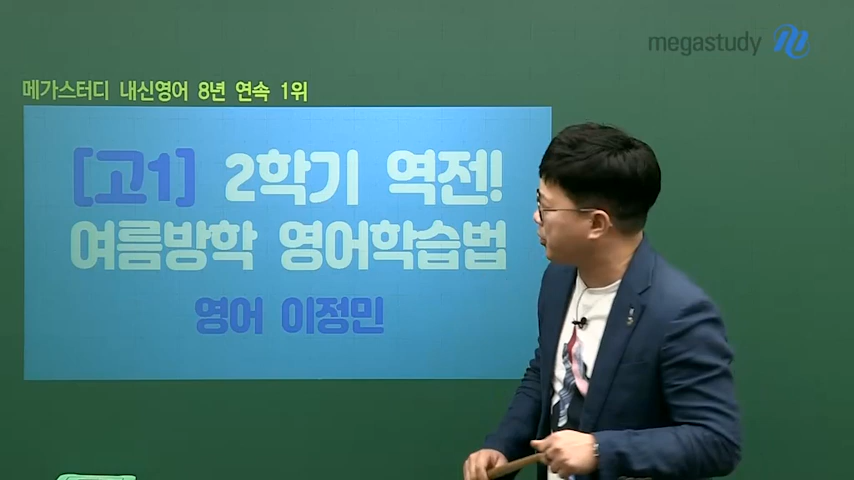 megastudy
메가스터디 내신영어 8년 연속 1위
[고1] 2학기 역전!
여름방학 영어학습법
영어 이정민